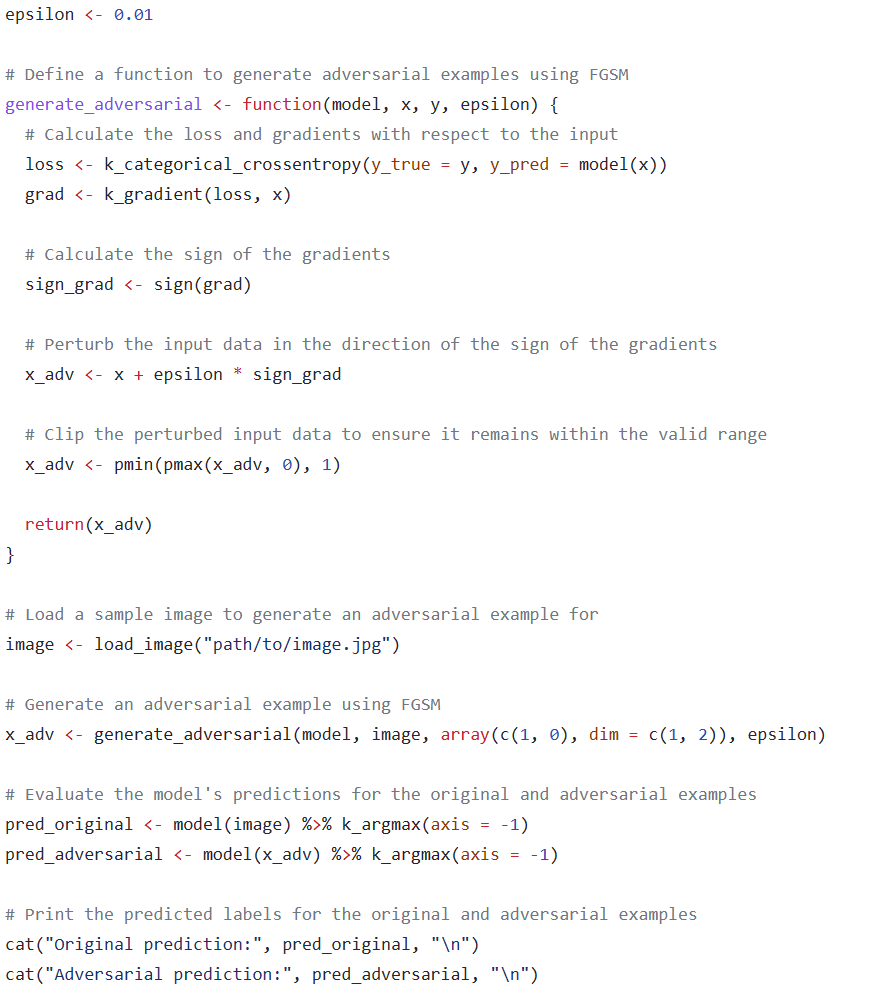 epsilon <- 0.01
# Define a function to generate adversarial examples using FGSM
generate_adversarial <- function(model, x, y, epsilon) {
# Calculate the loss and gradients with respect to the input
loss <- k_categorical_crossentropy(y_true = y, y_pred = model(x))
grad <- k_gradient(loss, x)
# Calculate the sign of the gradients
sign_grad <- sign(grad)
# Perturb the input data in the direction of the sign of the gradients
x_adv <- x + epsilon * sign_grad
# Clip the perturbed input data to ensure it remains within the valid range
x_adv <- pmin(pmax(x_adv, 0), 1)
return(x_adv)
}
# Load a sample image to generate an adversarial example for
image <- load_image("path/to/image.jpg")
# Generate an adversarial example using FGSM
x_adv <- generate_adversarial(model, image, array(c(1, 0), dim = c(1, 2)), epsilon)
# Evaluate the model's predictions for the original and adversarial examples
pred_original <- model(image) %>% k_argmax(axis = -1)
pred_adversarial <- model(x_adv) %>% k_argmax(axis = -1)
# Print the predicted labels for the original and adversarial examples
cat("Original prediction:", pred_original, "\n")
cat("Adversarial prediction:", pred_adversarial, "\n")